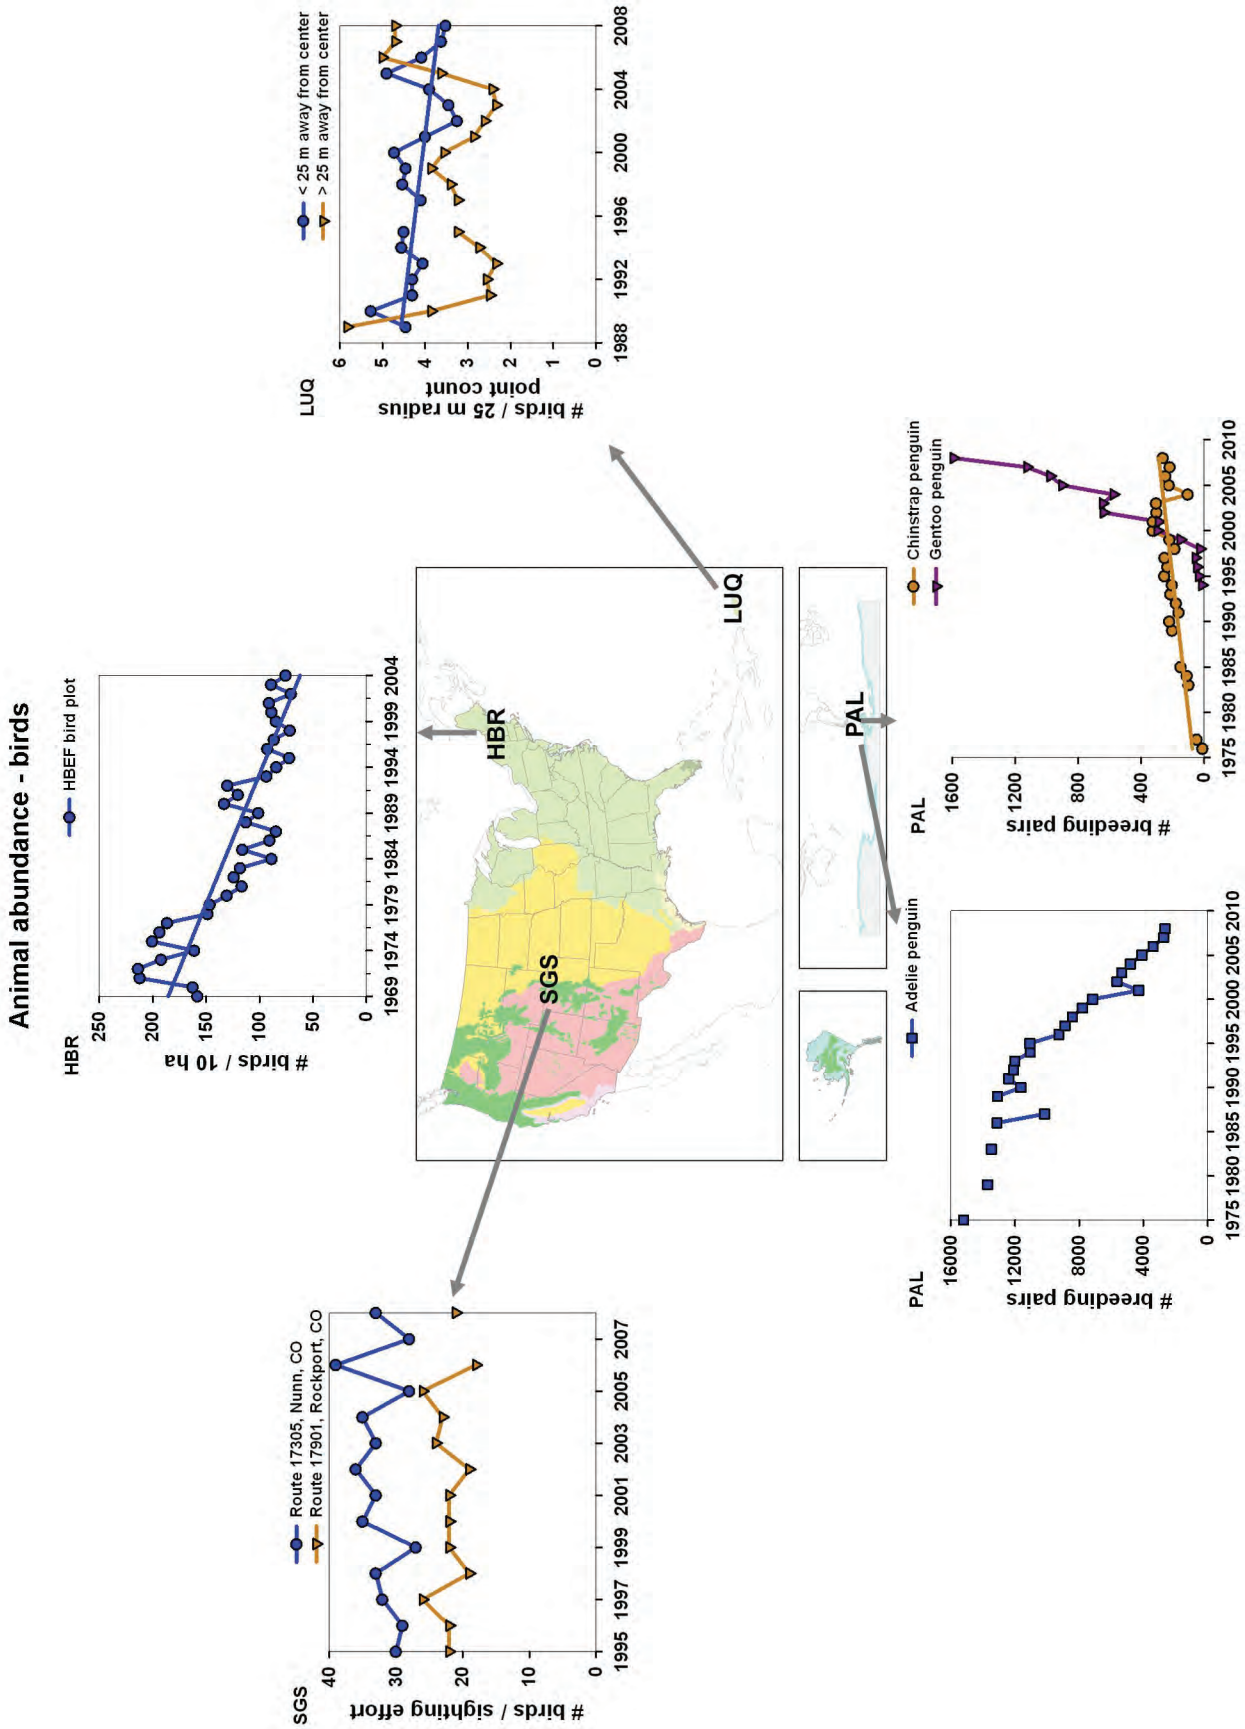 Animal abundance - birds
HBR
HBEF bird plot
# birds / 10 ha
250
200
150
100
50
0
1969 1974 1979 1984 1989 1994 1999 2004
SGS
Route 17305, Nunn, CO
Route 17901, Rockport, CO
# birds / sighting effort
40
30
20
10
0
1995 1997 1999 2001 2003 2005 2007
LUQ
< 25 m away from center
> 25 m away from center
# birds / 25 m radius
point count
6
5
4
3
2
1
0
1988 1992 1996 2000 2004 2008
SGS
HBR
LUQ
PAL
PAL
Adelie penguin
# breeding pairs
16000
12000
8000
4000
0
1975 1980 1985 1990 1995 2000 2005 2010
PAL
Chinstrap penguin
Gentoo penguin
# breeding pairs
1600
1200
800
400
0
1975 1980 1985 1990 1995 2000 2005 2010